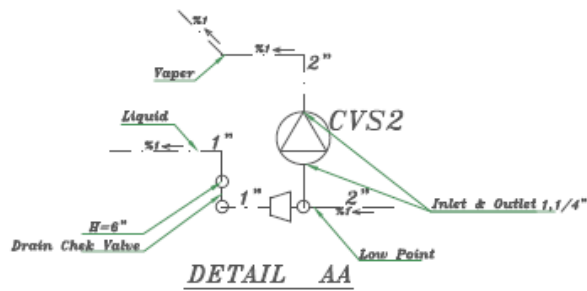 %1
%1 2"
Vaper
CVS2
Liquid
%1 1"
1" 2"
%1
Inlet & Outlet 1,1/4"
H=6"
Drain Chek Valve
Low Point
DETAIL AA